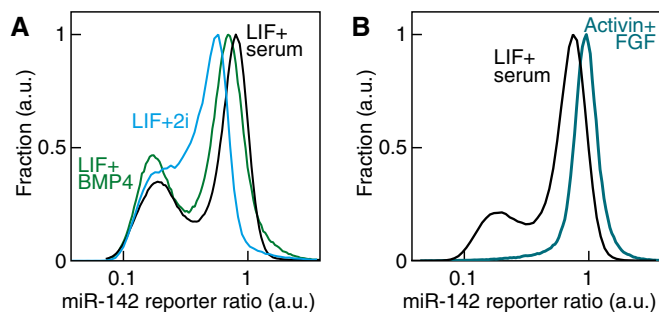 A
Fraction (a.u.)
1
0.5
0
LIF+
serum
LIF+2i
LIF+
BMP4
0.1
1
miR-142 reporter ratio (a.u.)
B
Fraction (a.u.)
1
0.5
0
Activin+
FGF
LIF+
serum
0.1
1
miR-142 reporter ratio (a.u.)